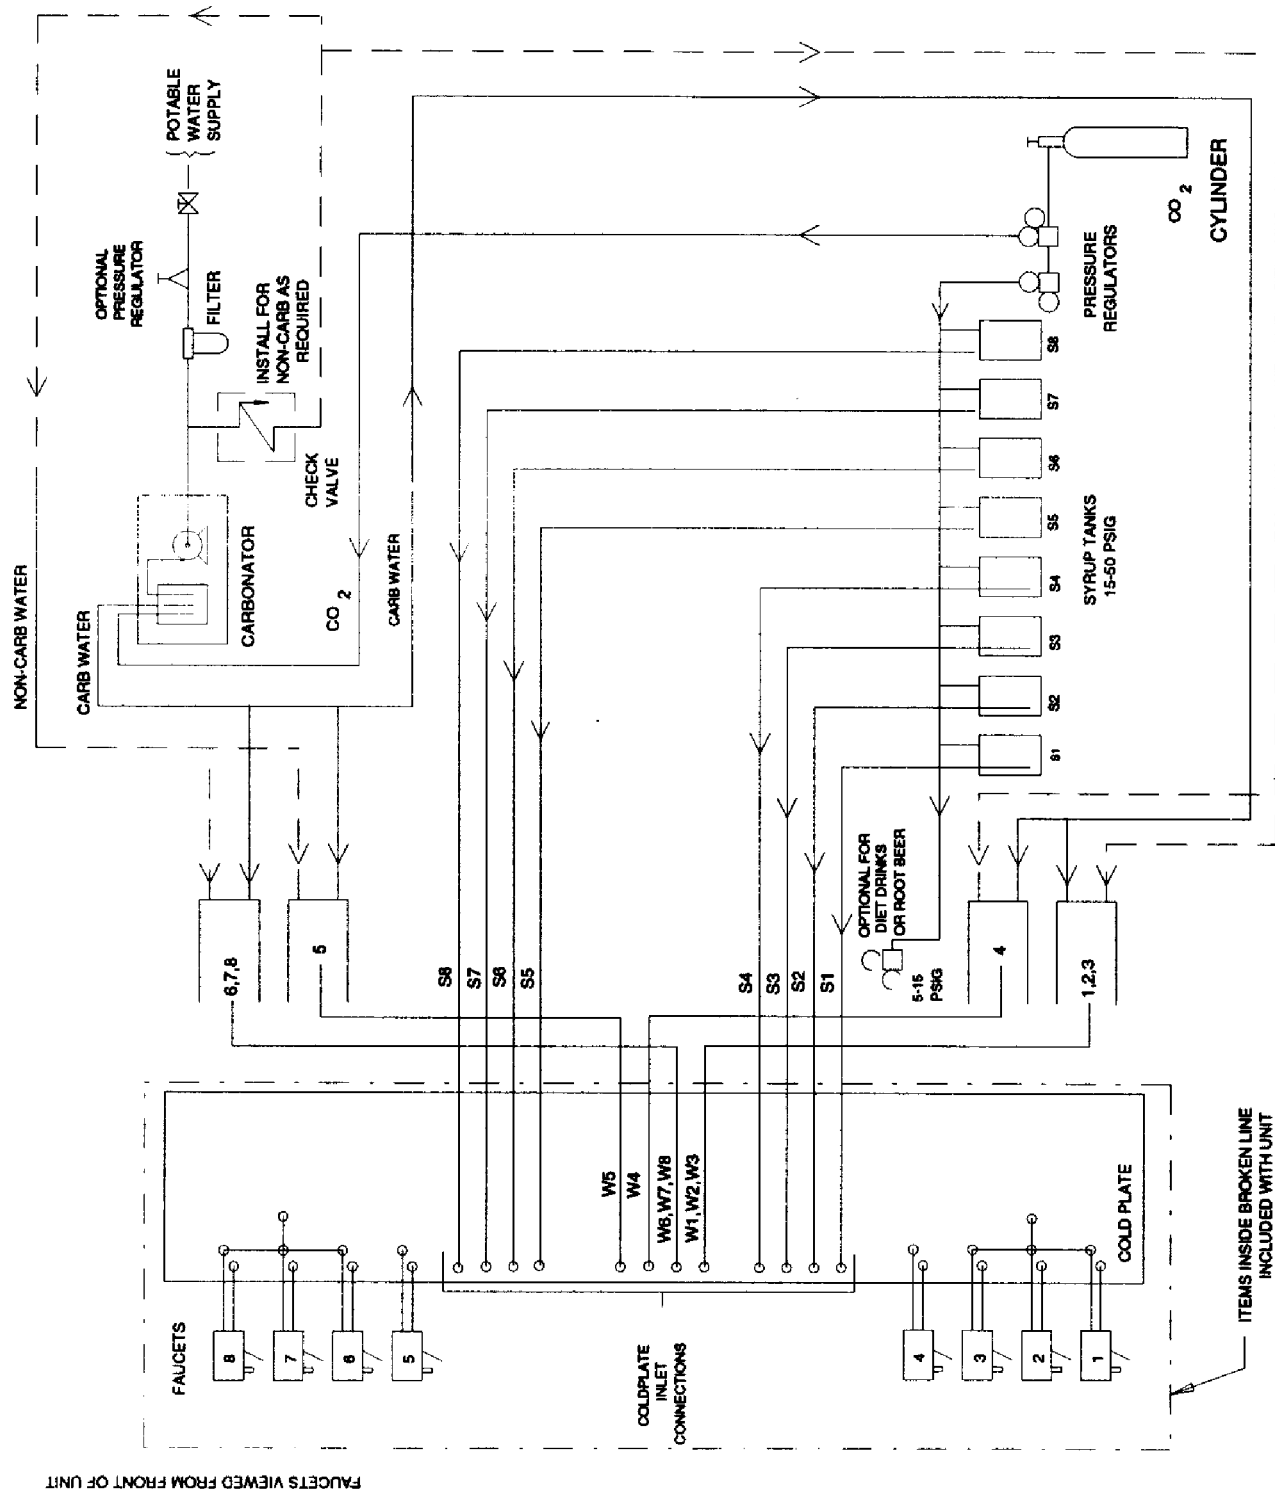 FAUCETS VIEWED FROM FRONT OF UNIT
NON-CARB WATER
CARB WATER
POTABLE
WATER
SUPPLY
OPTIONAL
PRESSURE
REGULATOR
FILTER
INSTALL FOR
NON-CARB AS
REQUIRED
CHECK
VALVE
CARBONATOR
CO2
CARB WATER
CO2
CYLINDER
PRESSURE
REGULATORS
S8
S7
S6
S5
S4
S3
S2
S1
SYRUP TANKS
15-50 PSIG
OPTIONAL FOR
DIET DRINKS
OR ROOT BEER
5-15
PSIG
6,7,8
5
4
1,2,3
S8
S7
S6
S5
S4
S3
S2
S1
W5
W4
W6,W7,W8
W1,W2,W3
COLD PLATE
FAUCETS
8
7
6
5
4
3
2
1
COLDPLATE
INLET
CONNECTIONS
ITEMS INSIDE BROKEN LINE
INCLUDED WITH UNIT